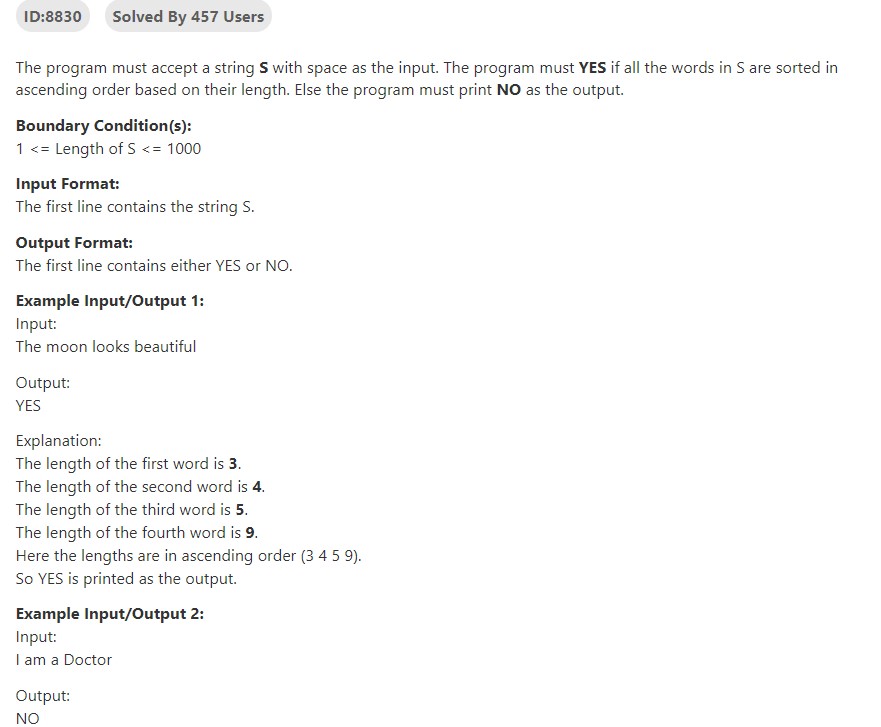 ID:8830 Solved By 457 Users
The program must accept a string S with space as the input. The program must YES if all the words in S are sorted in
ascending order based on their length. Else the program must print NO as the output.
Boundary Condition(s):
1 <= Length of S <= 1000
Input Format:
The first line contains the string S.
Output Format:
The first line contains either YES or NO.
Example Input/Output 1:
Input:
The moon looks beautiful
Output:
YES
Explanation:
The length of the first word is 3.
The length of the second word is 4.
The length of the third word is 5.
The length of the fourth word is 9.
Here the lengths are in ascending order (3 4 5 9).
So YES is printed as the output.
Example Input/Output 2:
Input:
I am a Doctor
Output:
NO